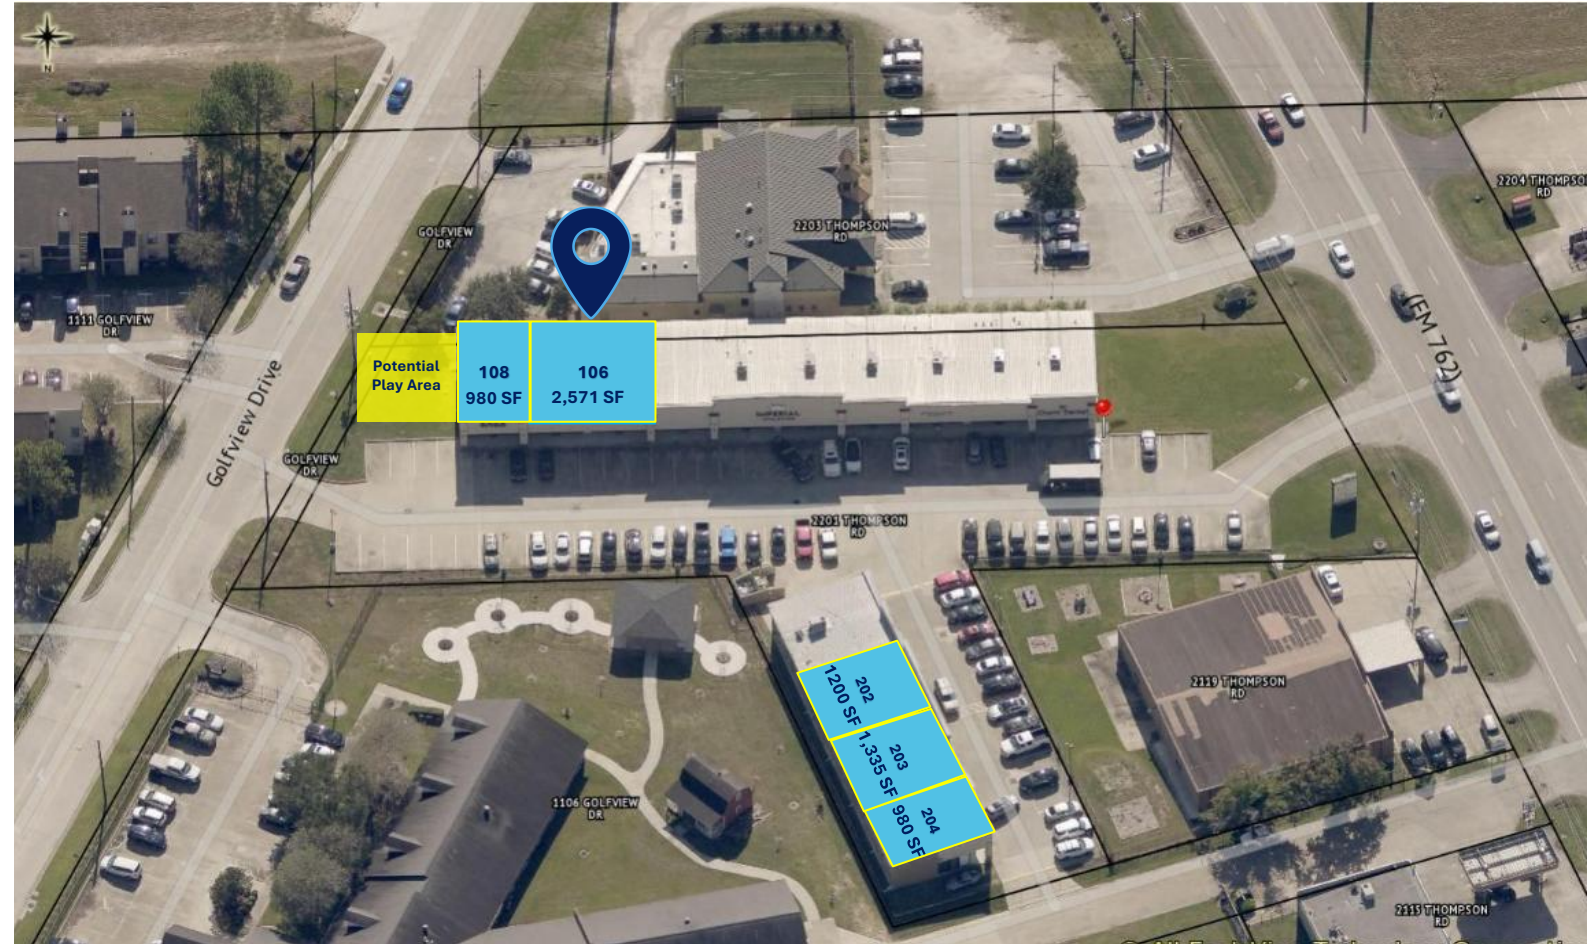 N
2204 THOMPSON
RD
GOLFVIEW
DR
2203 THOMPSON
RD
1111 GOLFVIEW
DR
(FM 762)
Potential
Play Area
108
980 SF
106
2,571 SF
Golfview Drive
IMPERIAL
GOLFVIEW
DR
2201 THOMPSON
RD
202
1200 SF
2119 THOMPSON
RD
203
1,335 SF
204
980 SF
1106 GOLFVIEW
DR
2115 THOMPSON
RD